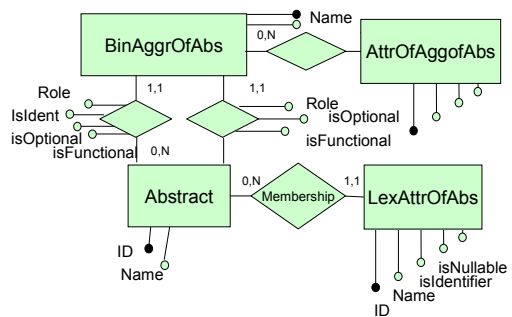 Name
BinAggrOfAbs
0,N
AttrOfAggofAbs
1,1
1,1
Role
IsIdent
isOptional
isFunctional
Role
isOptional
isFunctional
0,N
Abstract
0,N
Membership
1,1
LexAttrOfAbs
ID
Name
isNullable
isIdentifier
Name
ID